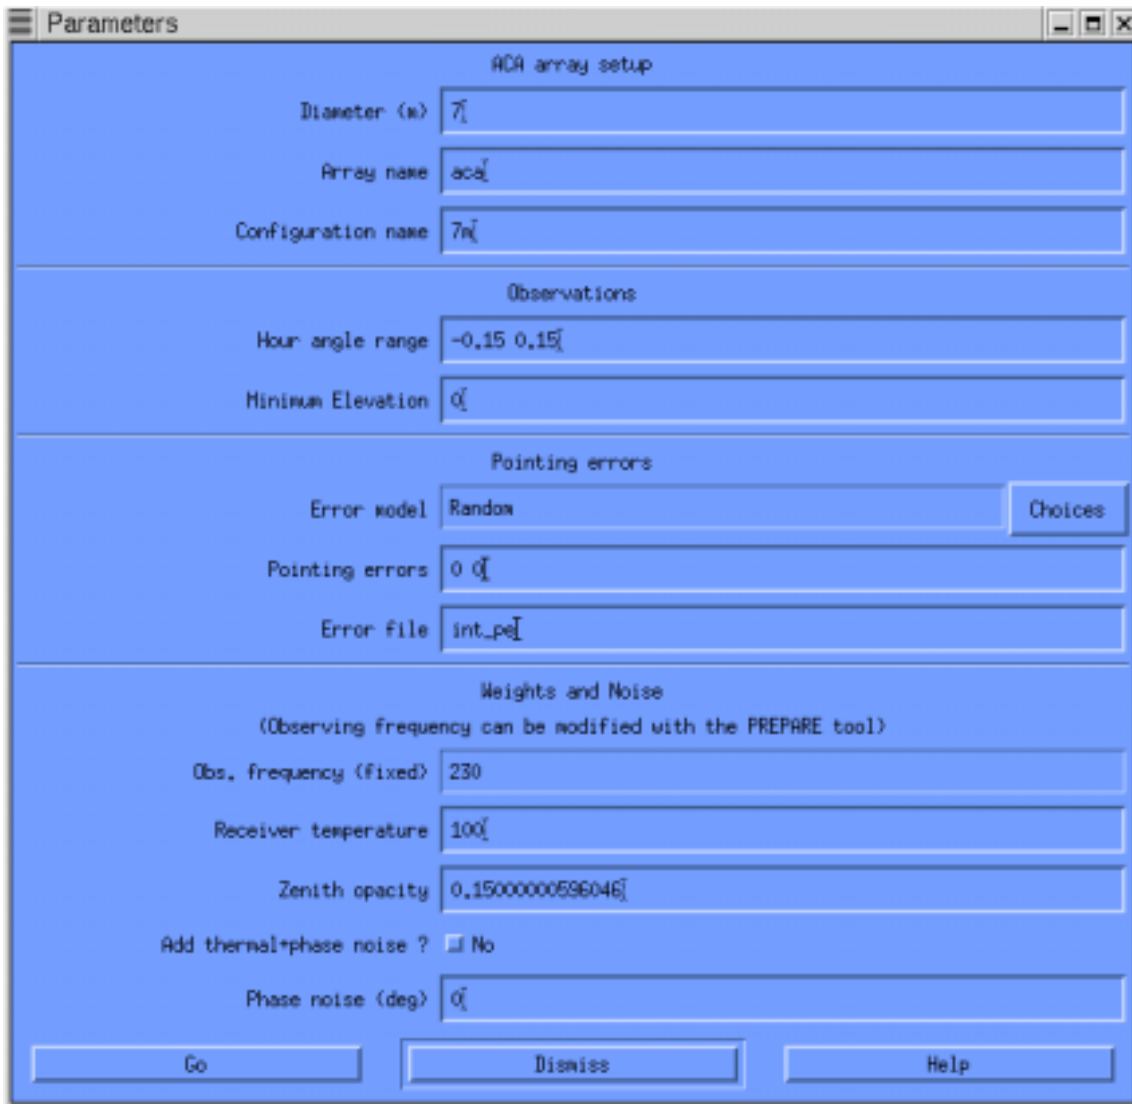 Parameters
ACA array setup
Diameter (m) 7
Array name aca
Configuration name 7m
Observations
Hour angle range -0.15 0.15
Minimum Elevation 0
Pointing errors
Error model Random Choices
Pointing errors 0 0
Error file int_pe
Weights and Noise
(Observing frequency can be modified with the PREPARE tool)
Obs. frequency (fixed) 230
Receiver temperature 100
Zenith opacity 0.15000000596046
Add thermal+phase noise ? No
Phase noise (deg) 0
Go Dismiss Help